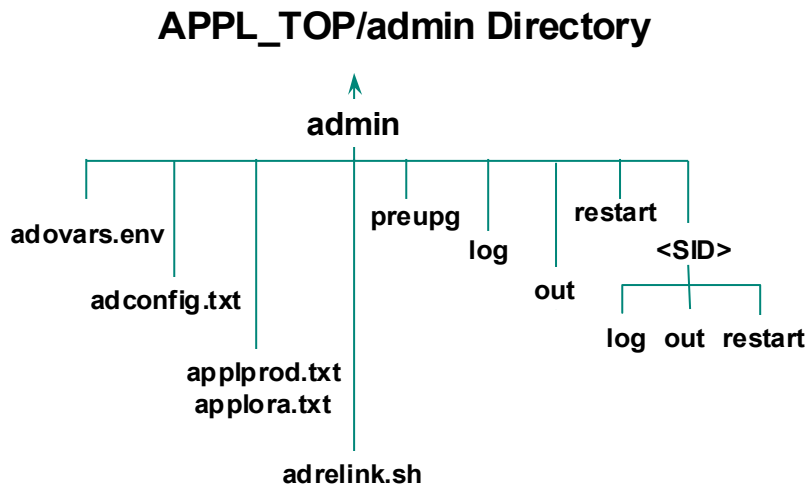 APPL_TOP/admin Directory
admin
adovars.env
adconfig.txt
applprod.txt
applora.txt
adrelink.sh
preupg
log
out
restart
<SID>
log out restart